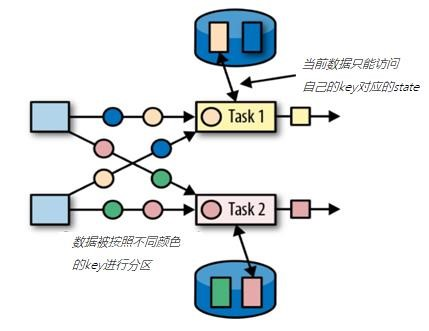 当前数据只能访问
自己的key对应的state
Task 1
Task 2
数据被按照不同颜色
的key进行分区